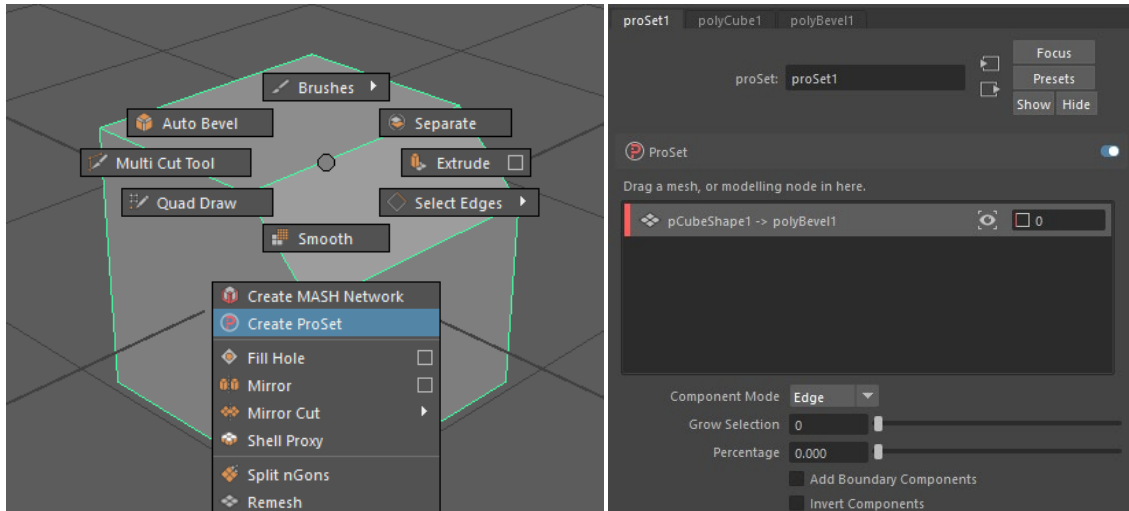 Brushes
Auto Bevel
Separate
Multi Cut Tool
Extrude
Quad Draw
Select Edges
Smooth
Create MASH Network
Create ProSet
Fill Hole
Mirror
Mirror Cut
Shell Proxy
Split nGons
Remesh
proSet1 polyCube1 polyBevel1
Focus
proSet: proSet1
Presets
Show Hide
ProSet
Drag a mesh, or modelling node in here.
pCubeShape1 -> polyBevel1 0
Component Mode Edge
Grow Selection 0
Percentage 0.000
Add Boundary Components
Invert Components